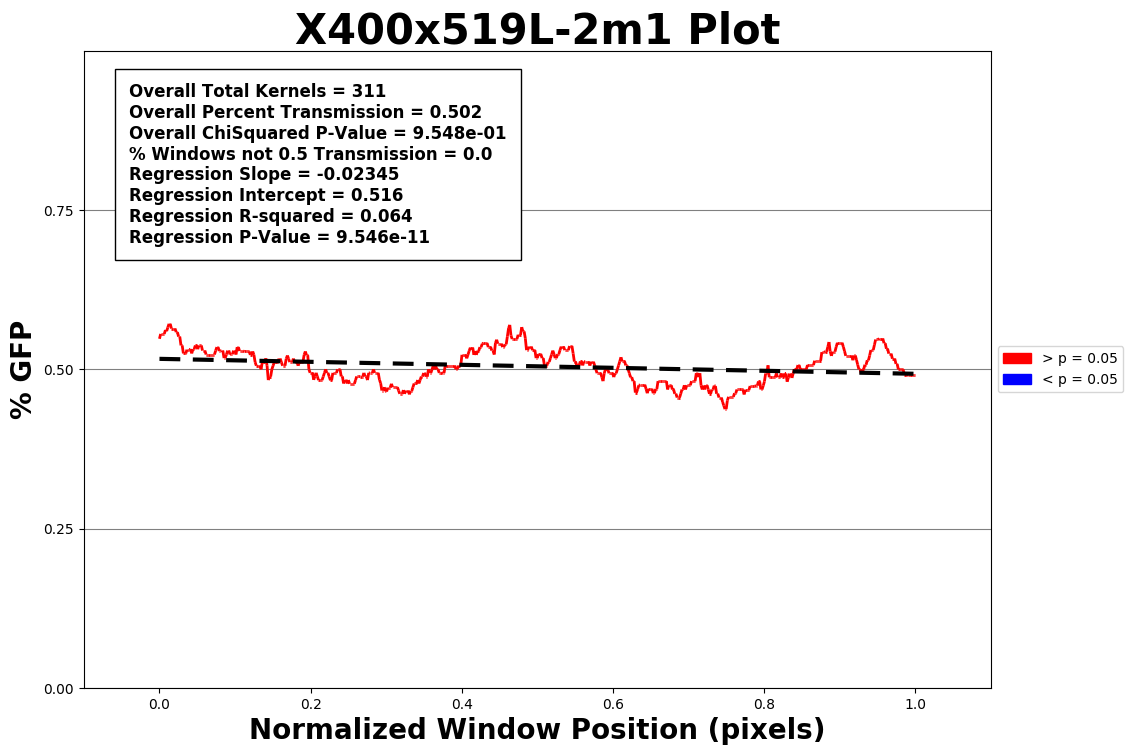 X400x519L-2m1 Plot
Overall Total Kernels = 311
Overall Percent Transmission = 0.502
Overall ChiSquared P-Value = 9.548e-01
% Windows not 0.5 Transmission = 0.0
Regression Slope = -0.02345
Regression Intercept = 0.516
Regression R-squared = 0.064
Regression P-Value = 9.546e-11
% GFP
0.75
0.50
0.25
0.00
> p = 0.05
< p = 0.05
0.0 0.2 0.4 0.6 0.8 1.0
Normalized Window Position (pixels)